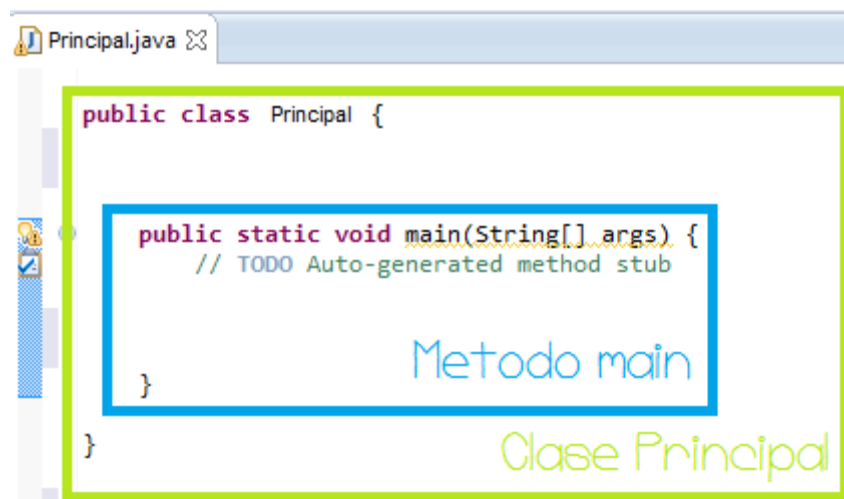 Principal.java
public class Principal {
public static void main(String[] args) {
// TODO Auto-generated method stub
Metodo main
}
}
Clase Principal